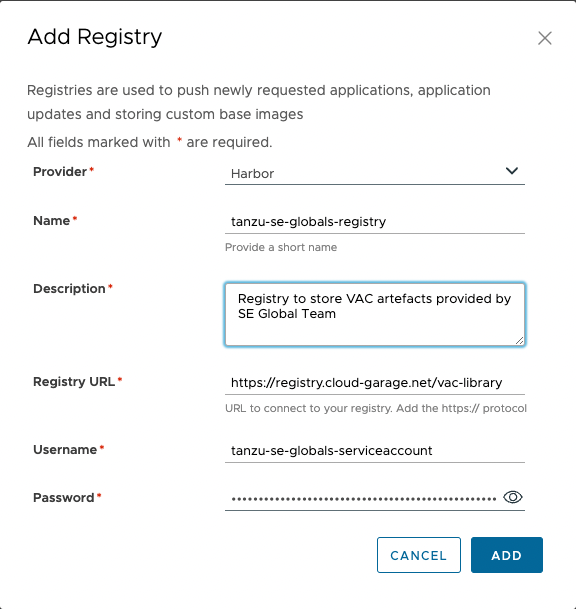 Add Registry
Registries are used to push newly requested applications, application
updates and storing custom base images
All fields marked with * are required.
Provider*
Harbor
Name*
tanzu-se-globals-registry
Provide a short name
Description*
Registry to store VAC artefacts provided by
SE Global Team
Registry URL*
https://registry.cloud-garage.net/vac-library
URL to connect to your registry. Add the https:// protocol
Username*
tanzu-se-globals-serviceaccount
Password*
CANCEL
ADD